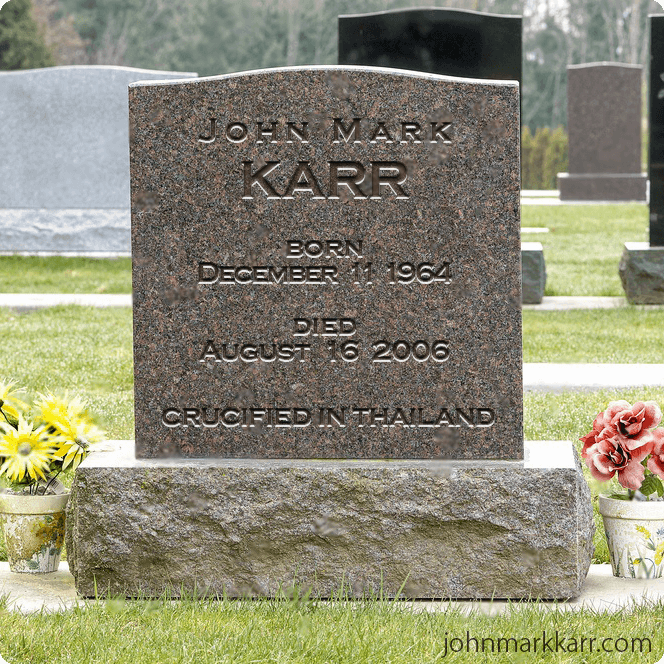 John Mark
KARR
BORN
December 11 1964
DIED
August 16 2006
CRUCIFIED IN THAILAND
johnmarkkarr.com